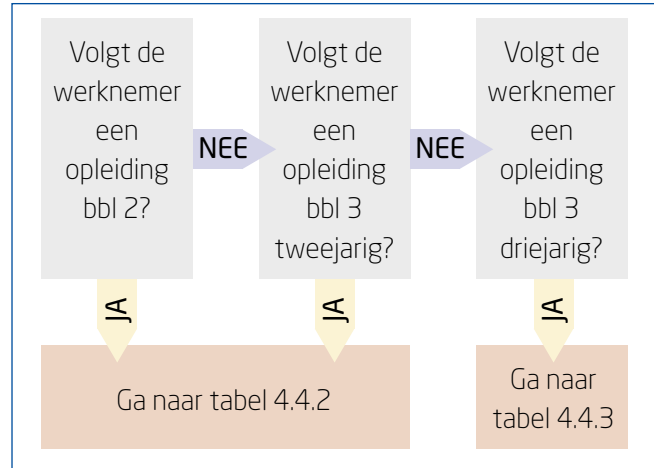 Volgt de
werknemer
een
opleiding
bbl 2?
NEE
Volgt de
werknemer
een
opleiding
bbl 3
tweejarig?
NEE
Volgt de
werknemer
een
opleiding
bbl 3
driejarig?
JA
JA
JA
Ga naar tabel 4.4.2
Ga naar
tabel 4.4.3